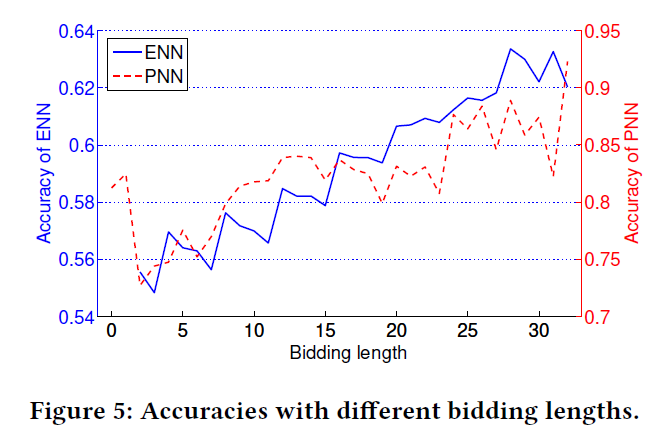 0.64
0.62
0.6
0.58
0.56
0.54
Accuracy of ENN
ENN
PNN
0.95
0.9
0.85
0.8
0.75
0.7
Accuracy of PNN
0 5 10 15 20 25 30
Bidding length
Figure 5: Accuracies with different bidding lengths.